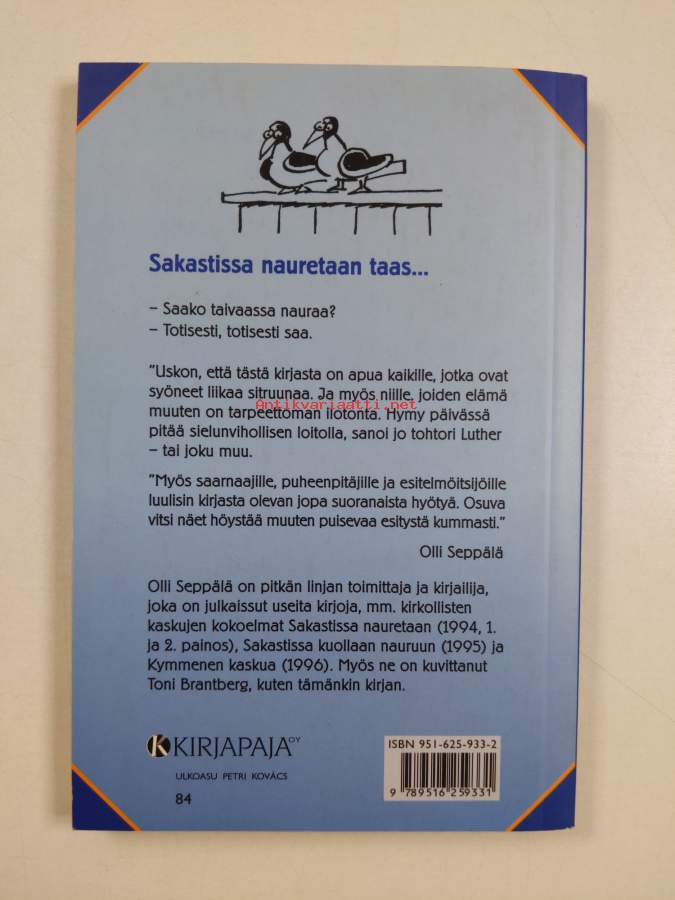 Sakastissa nauretaan taas...
– Saako taivaassa nauraa?
– Totisesti, totisesti saa.
"Uskon, että tästä kirjasta on apua kaikille, jotka ovat
syöneet liikaa sitruunaa. Ja myös niille, joiden elämä
muuten on tarpeettoman ilotonta. Hymy päivässä
Antikvariaatti.net
pitää sielunvihollisen loitolla, sanoi jo tohtori Luther
– tai joku muu.
"Myös saarnaajille, puheenpitäjille ja esitelmöitsijöille
luulisin kirjasta olevan jopa suoranaista hyötyä. Osuva
vitsi näet höystää muuten puisevaa esitystä kummasti."
Olli Seppälä
Olli Seppälä on pitkän linjan toimittaja ja kirjailija,
joka on julkaissut useita kirjoja, mm. kirkollisten
kaskujen kokoelmat Sakastissa nauretaan (1994, 1.
ja 2. painos), Sakastissa kuollaan nauruun (1995) ja
Kymmenen kaskua (1996). Myös ne on kuvittanut
Toni Brantberg, kuten tämänkin kirjan.
KIRJAPAJA OY
ULKOASU PETRI KOVÁCS
84
ISBN 951-625-933-2
9 789516 259331